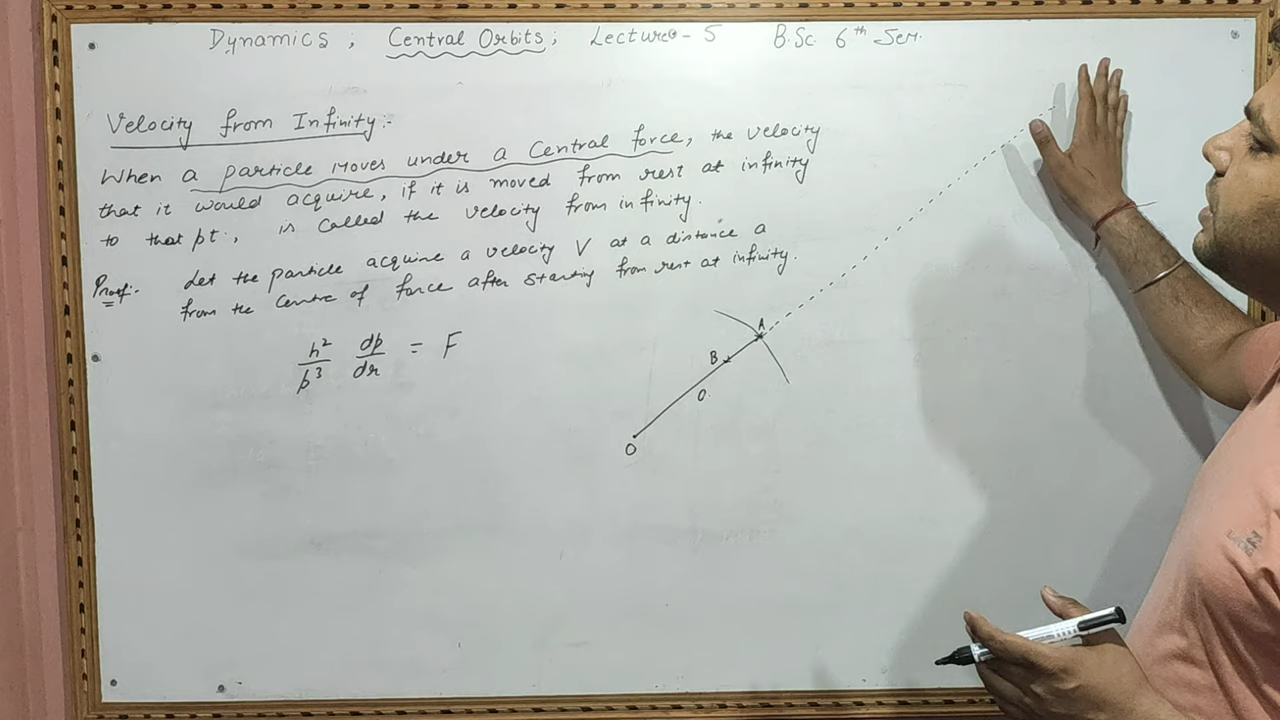 Dynamics ; Central Orbits ; Lecture - 5 B.Sc. 6th Sem.
Velocity from Infinity :-
When a particle moves under a Central force, the velocity
that it would acquire, if it is moved from rest at infinity
to that pt., is called the velocity from infinity.
Proof :- Let the particle acquire a velocity V at a distance a
from the centre of force after starting from rest at infinity.
h²/p³ dp/dr = F
A
B
O
O